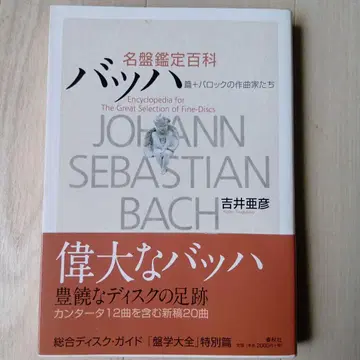 名盤鑑定百科
バッハ 篇+バロックの作曲家たち
Encyclopedia for
The Great Selection of Fine-Discs
JOHANN
SEBASTIAN
BACH
吉井亜彦
偉大なバッハ
豊饒なディスクの足跡
カンタータ12曲を含む新稿20曲
総合ディスク・ガイド「盤学大全」特別篇
春秋社